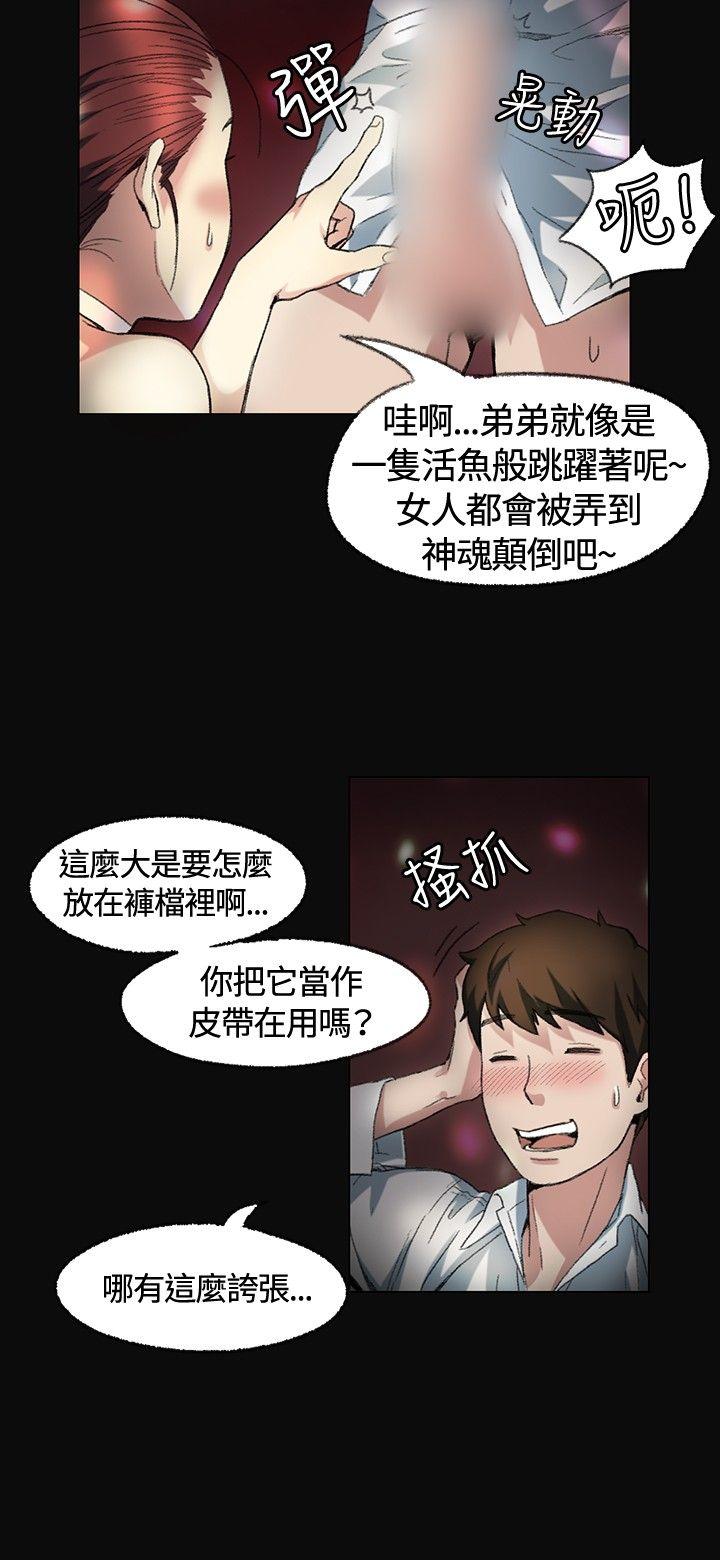 彈
晃動
呃!
哇啊...弟弟就像是
一隻活魚般跳躍著呢~
女人都會被弄到
神魂顛倒吧~
搔抓
這麼大是要怎麼
放在褲檔裡啊...
你把它當作
皮帶在用嗎?
哪有這麼誇張...